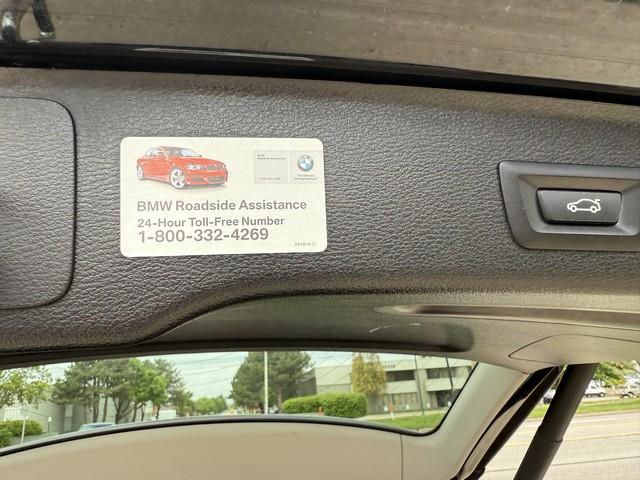 BMW Roadside Assistance
24-Hour Toll-Free Number
1-800-332-4269